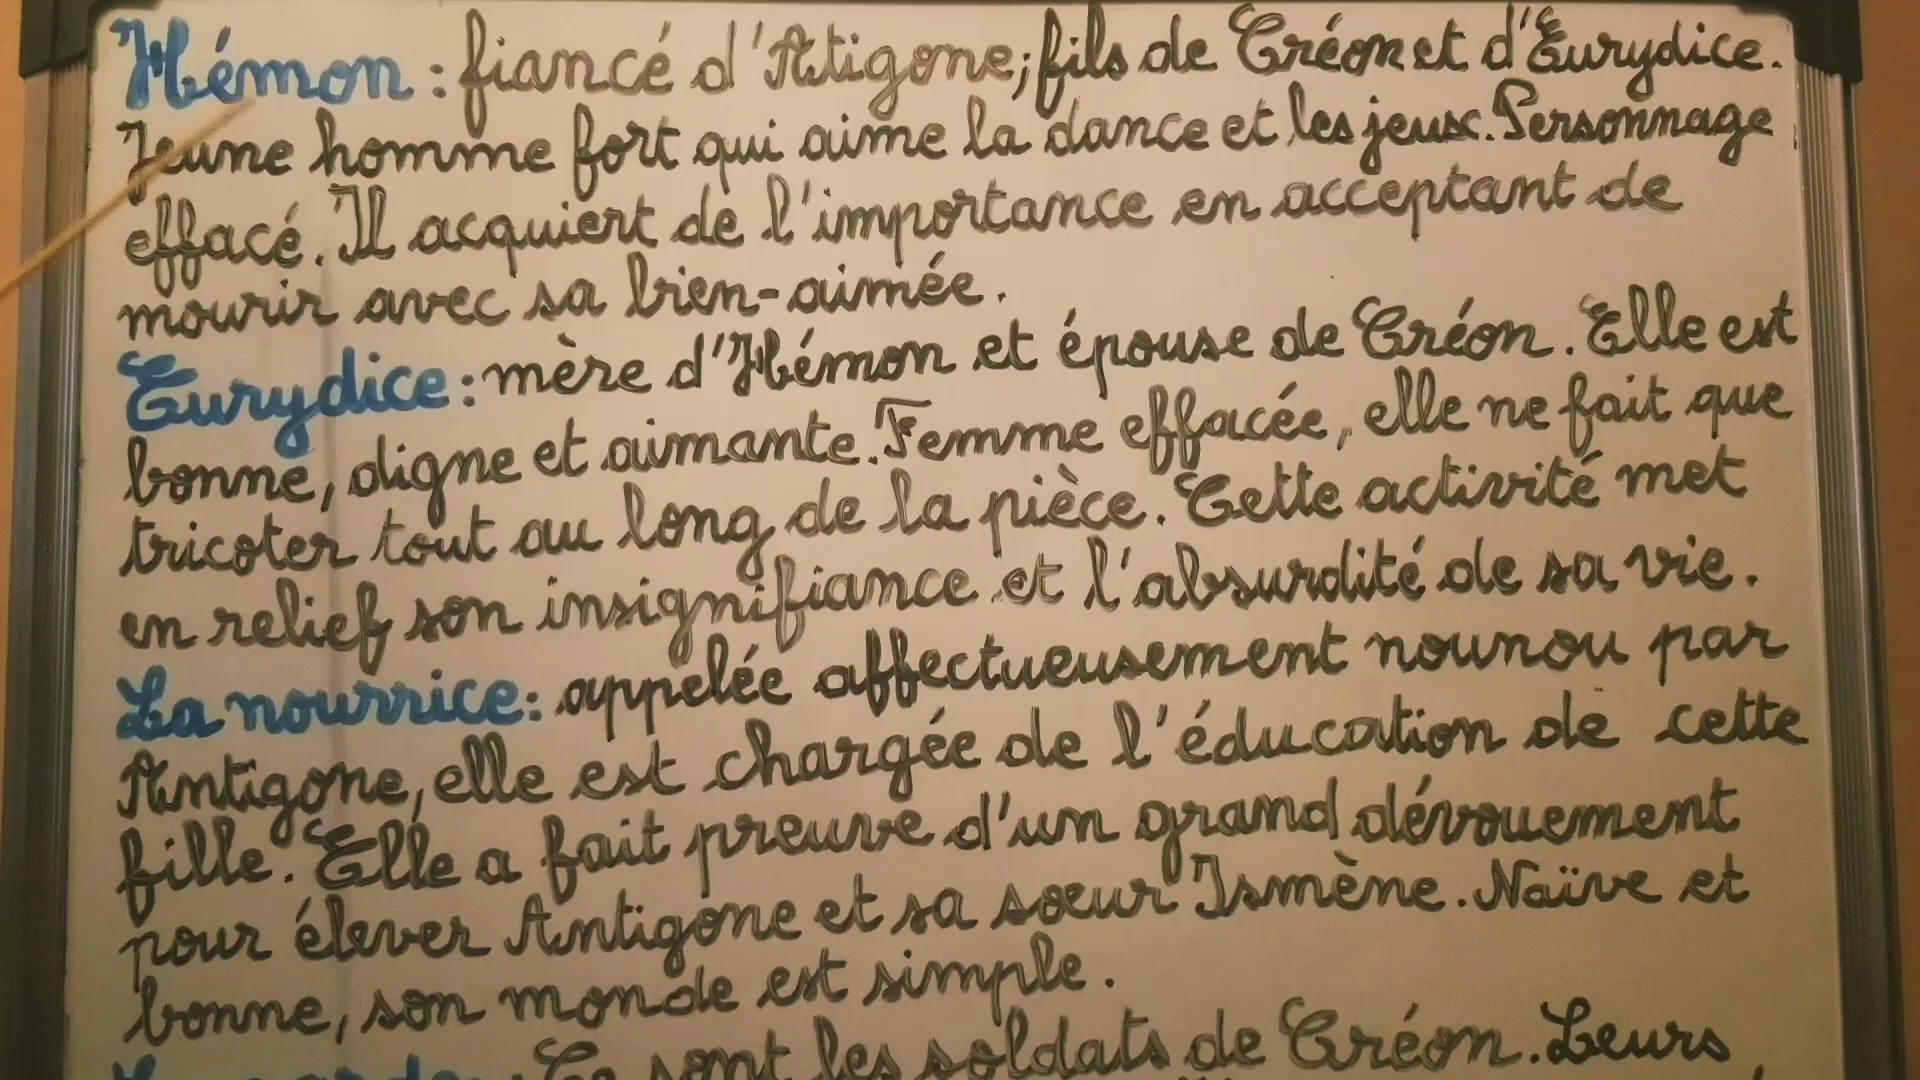 Hémon : fiancé d'Atigone; fils de Créon et d'Eurydice.
Jeune homme fort qui aime la dance et les jeux. Personnage
effacé. Il acquiert de l'importance en acceptant de
mourir avec sa bien-aimée.
Eurydice : mère d'Hémon et épouse de Créon. Elle est
bonne, digne et aimante. Femme effacée, elle ne fait que
tricoter tout au long de la pièce. Cette activité met
en relief son insignifiance et l'absurdité de sa vie.
La nourrice : appelée affectueusement nounou par
Antigone, elle est chargée de l'éducation de cette
fille. Elle a fait preuve d'un grand dévouement
pour élever Antigone et sa sœur Ismène. Naïve et
bonne, son monde est simple.
: Ce sont les soldats de Créon. Leurs